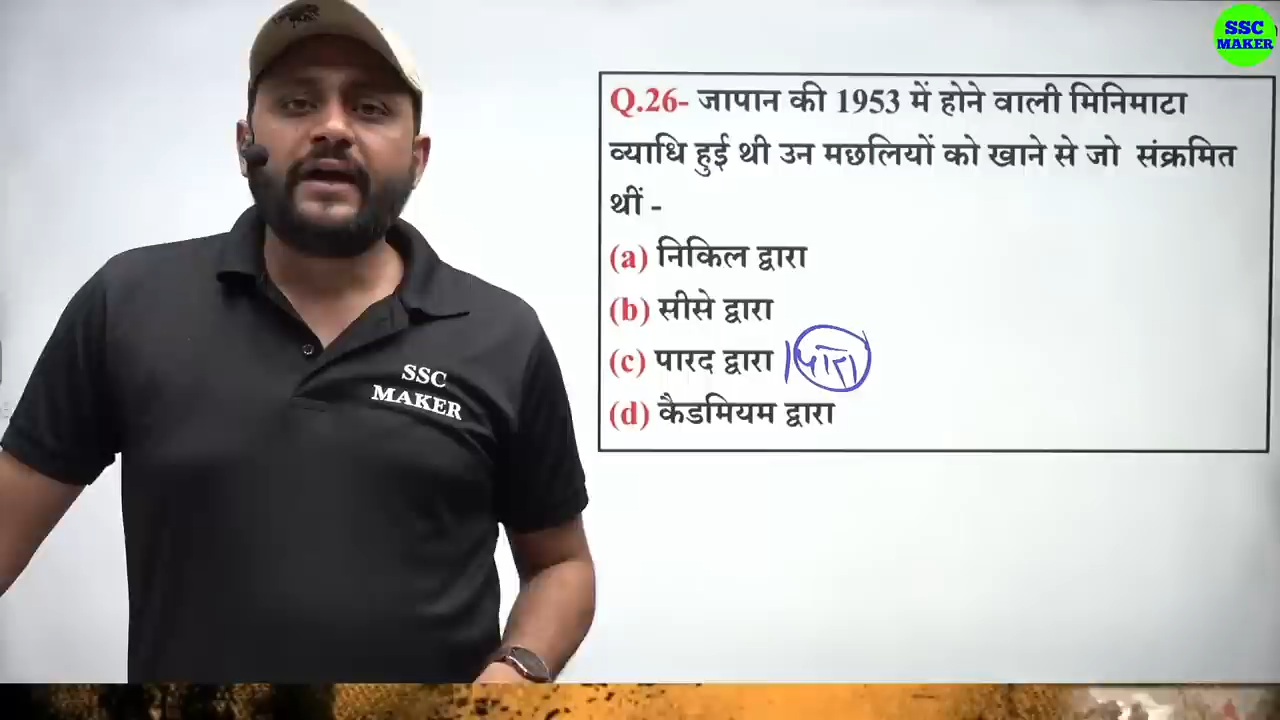 SSC
MAKER
Q.26- जापान की 1953 में होने वाली मिनिमाटा
व्याधि हुई थी उन मछलियों को खाने से जो संक्रमित
थीं -
(a) निकिल द्वारा
(b) सीसे द्वारा
(c) पारद द्वारा | पारा
(d) कैडमियम द्वारा
SSC
MAKER